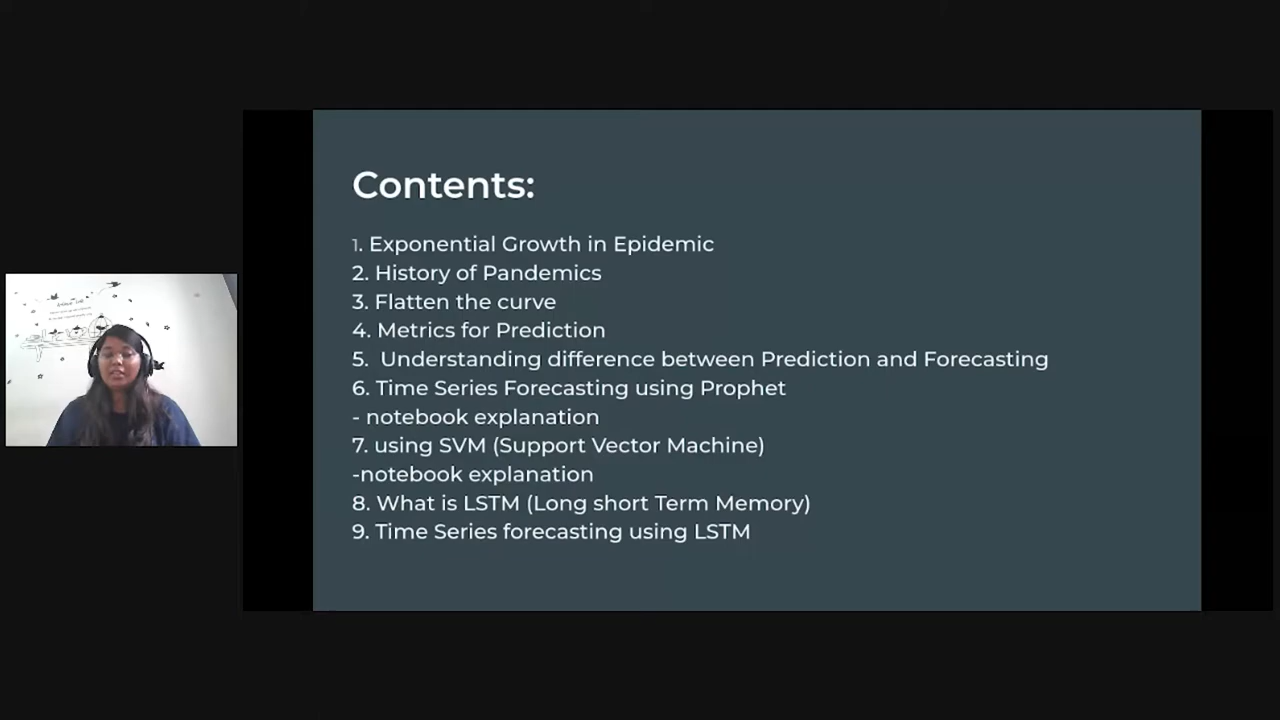 Contents:
1. Exponential Growth in Epidemic
2. History of Pandemics
3. Flatten the curve
4. Metrics for Prediction
5.  Understanding difference between Prediction and Forecasting
6. Time Series Forecasting using Prophet
- notebook explanation
7. using SVM (Support Vector Machine)
-notebook explanation
8. What is LSTM (Long short Term Memory)
9. Time Series forecasting using LSTM